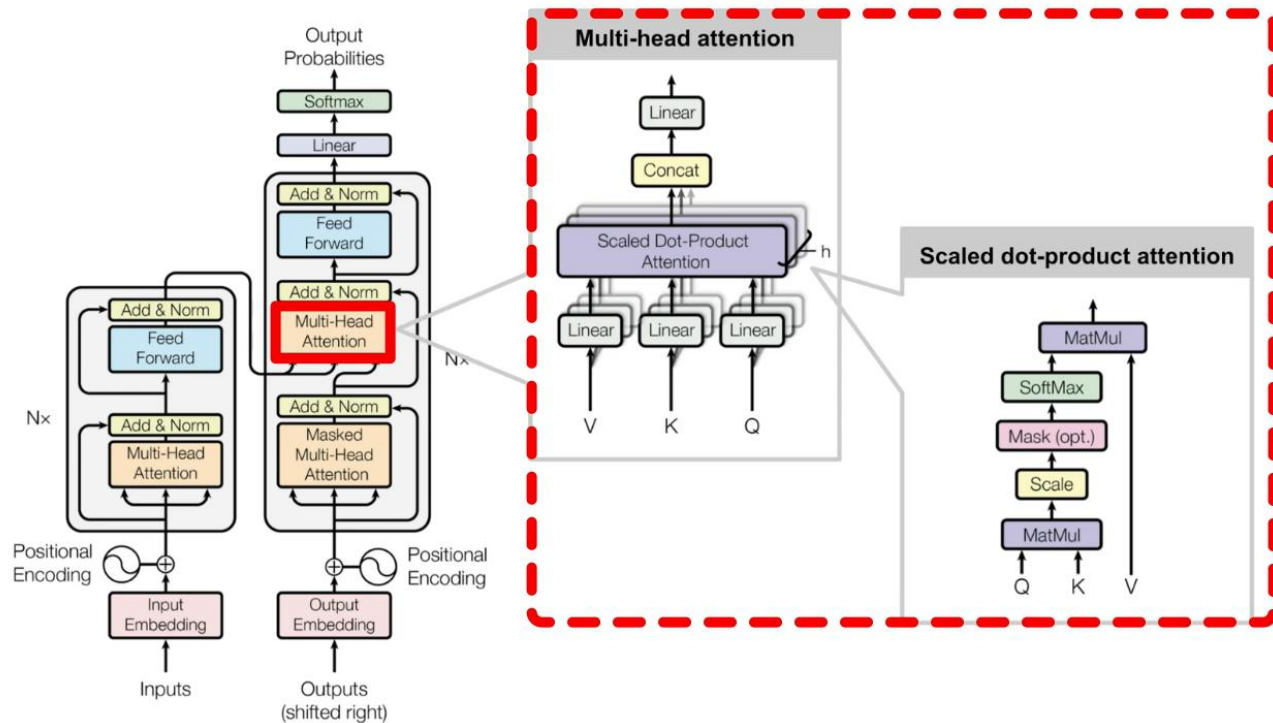 Output
Probabilities
Softmax
Linear
Add & Norm
Feed
Forward
Add & Norm
Multi-Head
Attention
Nx
Add & Norm
Masked
Multi-Head
Attention
Positional
Encoding
Output
Embedding
Outputs
(shifted right)
Add & Norm
Feed
Forward
Nx
Add & Norm
Multi-Head
Attention
Positional
Encoding
Input
Embedding
Inputs
Multi-head attention
Linear
Concat
Scaled Dot-Product
Attention
h
Linear
Linear
Linear
V
K
Q
Scaled dot-product attention
MatMul
SoftMax
Mask (opt.)
Scale
MatMul
Q
K
V